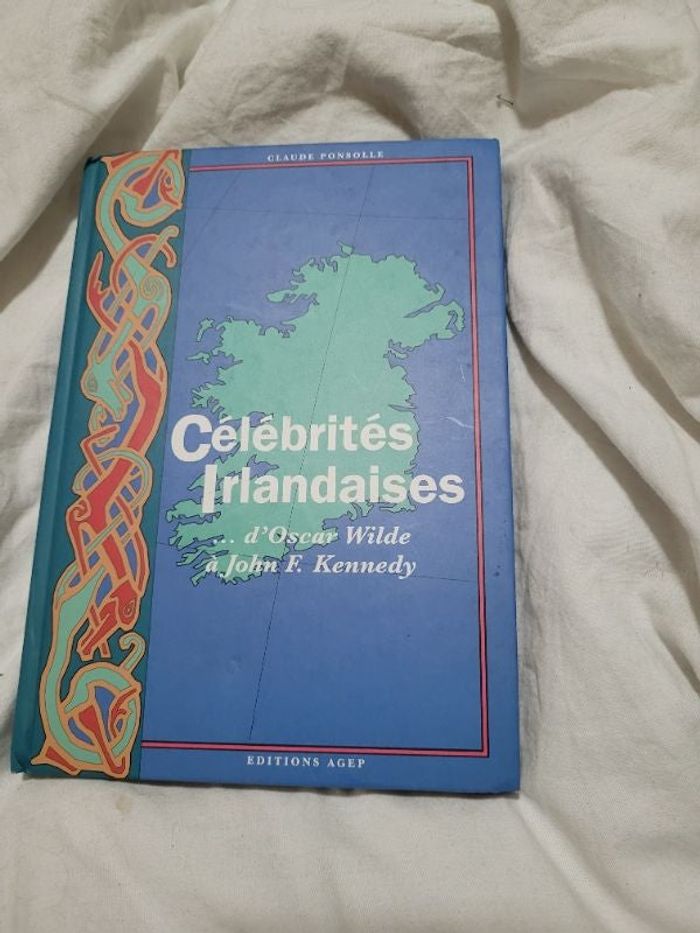 CLAUDE PONSOLLE
Célébrités
Irlandaises
... d'Oscar Wilde
à John F. Kennedy
EDITIONS AGEP